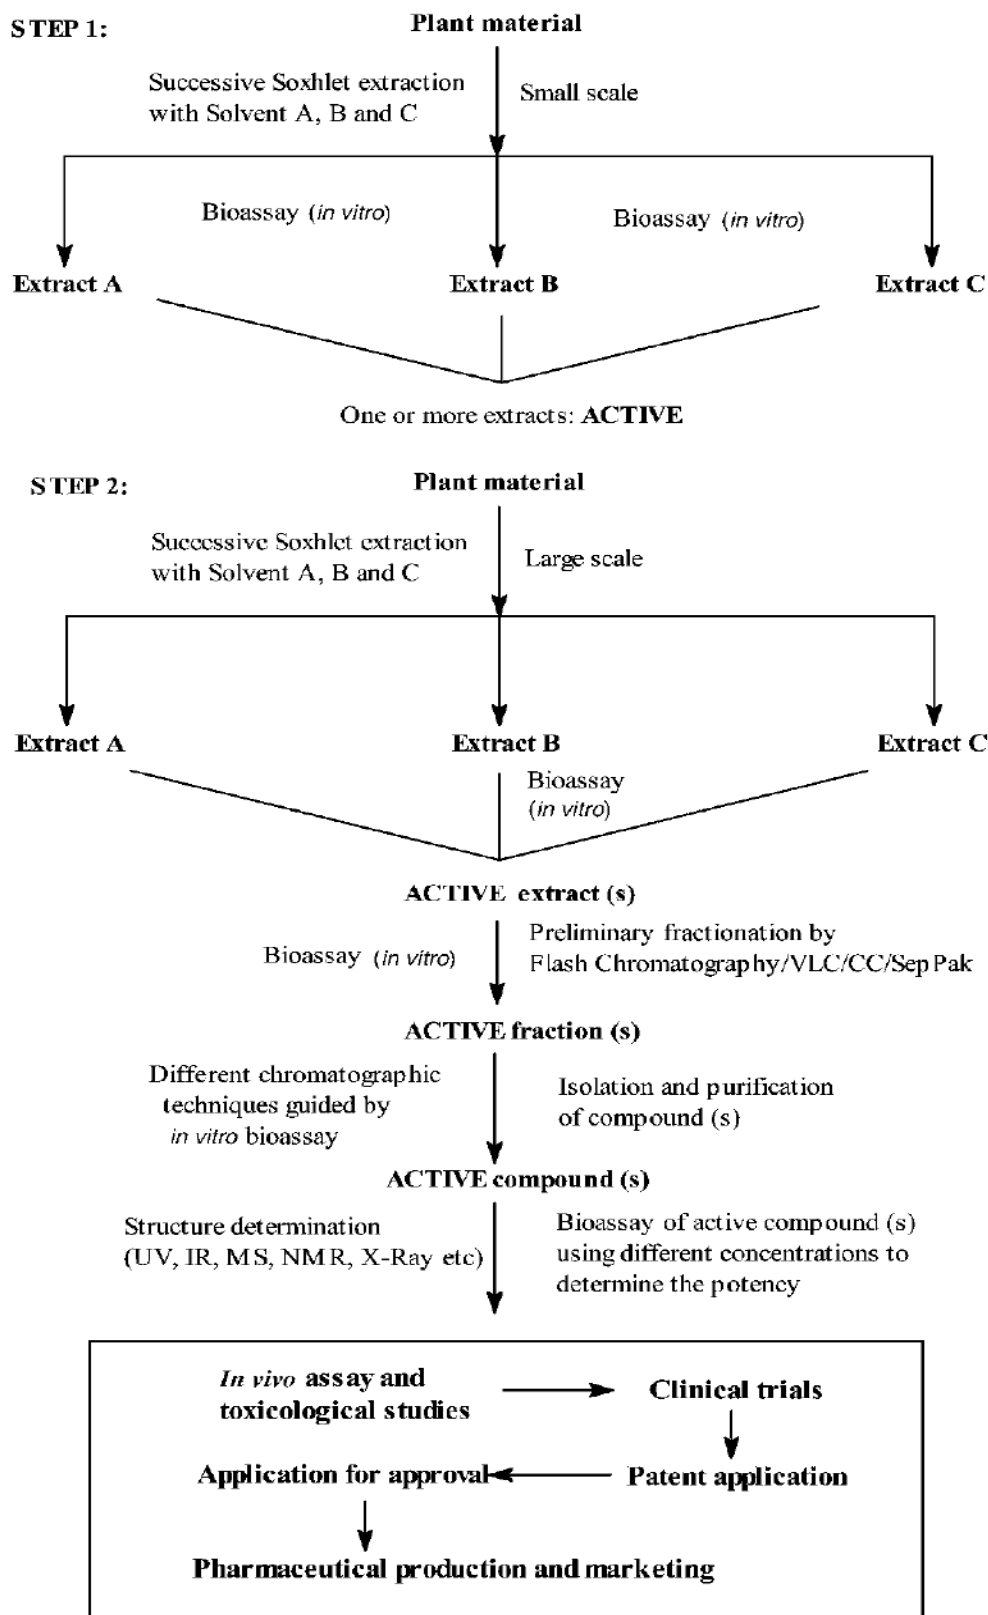 STEP 1:
Plant material
Successive Soxhlet extraction
with Solvent A, B and C
Small scale
Bioassay (in vitro)
Bioassay (in vitro)
Extract A
Extract B
Extract C
One or more extracts: ACTIVE
STEP 2:
Plant material
Successive Soxhlet extraction
with Solvent A, B and C
Large scale
Extract A
Extract B
Extract C
Bioassay
(in vitro)
ACTIVE extract (s)
Bioassay (in vitro)
Preliminary fractionation by
Flash Chromatography/VLC/CC/Sep Pak
ACTIVE fraction (s)
Different chromatographic
techniques guided by
in vitro bioassay
Isolation and purification
of compound (s)
ACTIVE compound (s)
Structure determination
(UV, IR, MS, NMR, X-Ray etc)
Bioassay of active compound (s)
using different concentrations to
determine the potency
In vivo assay and
toxicological studies
Clinical trials
Patent application
Application for approval
Pharmaceutical production and marketing